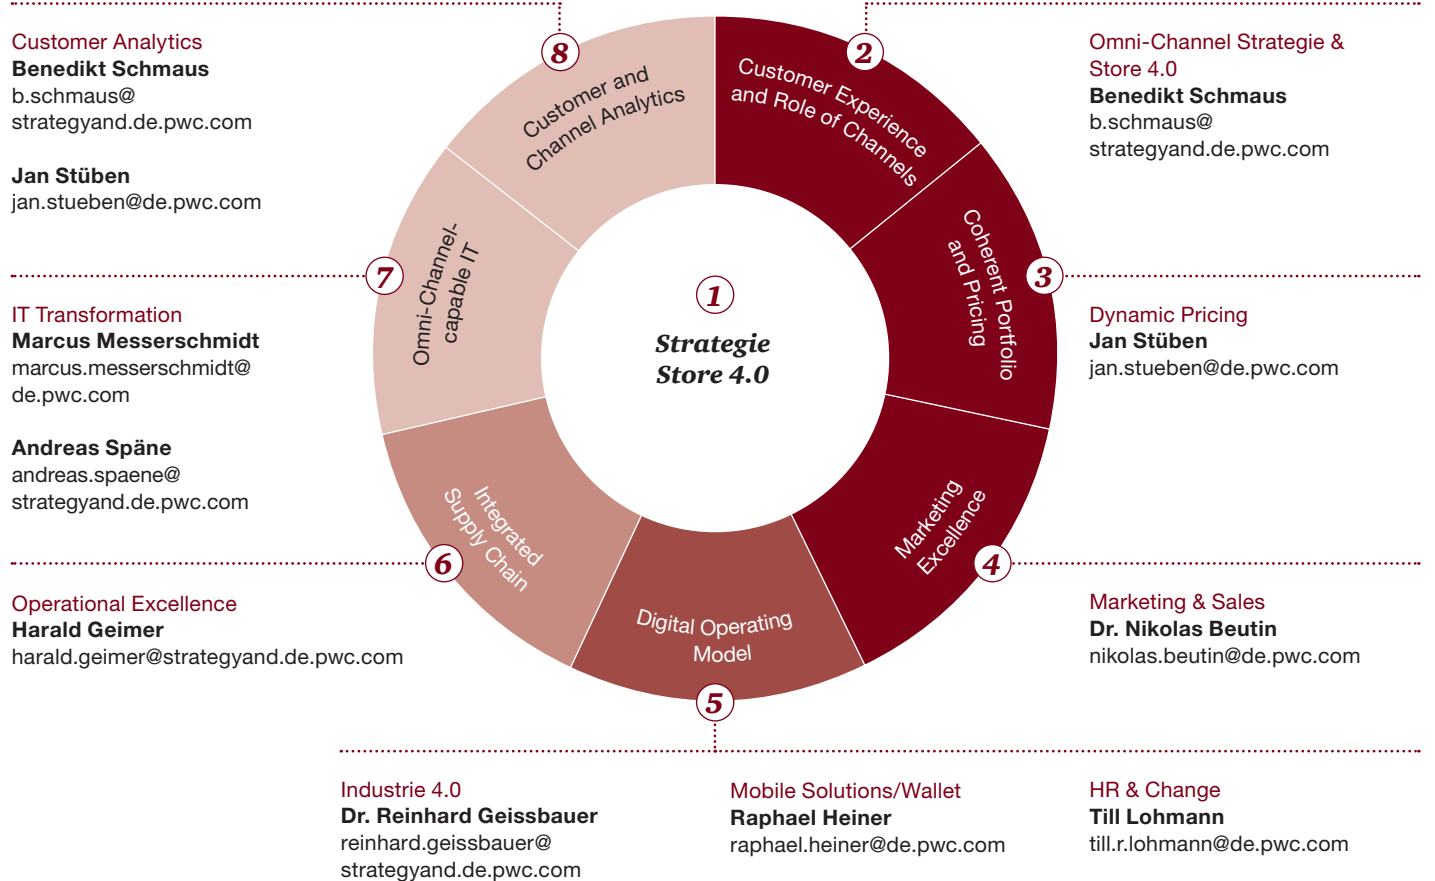 Customer Analytics
Benedikt Schmaus
b.schmaus@
strategyand.de.pwc.com
Jan Stüben
jan.stueben@de.pwc.com
IT Transformation
Marcus Messerschmidt
marcus.messerschmidt@
de.pwc.com
Andreas Späne
andreas.spaene@
strategyand.de.pwc.com
Operational Excellence
Harald Geimer
harald.geimer@strategyand.de.pwc.com
8
Customer and
Channel Analytics
7
Omni-Channel-
capable IT
6
Integrated
Supply Chain
1
Strategie
Store 4.0
2
Customer Experience
and Role of Channels
3
Coherent Portfolio
and Pricing
4
Marketing
Excellence
Digital Operating
Model
5
Omni-Channel Strategie &
Store 4.0
Benedikt Schmaus
b.schmaus@
strategyand.de.pwc.com
Dynamic Pricing
Jan Stüben
jan.stueben@de.pwc.com
Marketing & Sales
Dr. Nikolas Beutin
nikolas.beutin@de.pwc.com
Industrie 4.0
Dr. Reinhard Geissbauer
reinhard.geissbauer@
strategyand.de.pwc.com
Mobile Solutions/Wallet
Raphael Heiner
raphael.heiner@de.pwc.com
HR & Change
Till Lohmann
till.r.lohmann@de.pwc.com